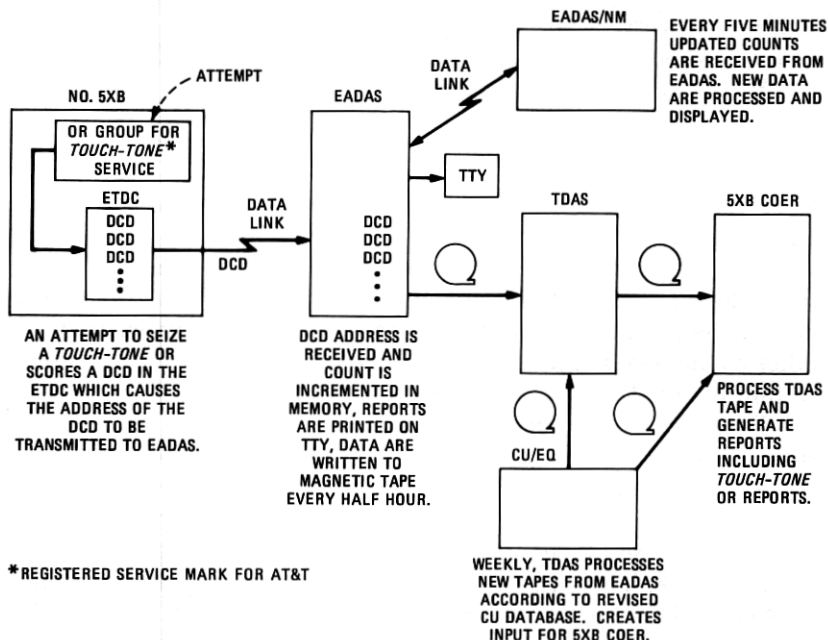 EADAS/NM
EVERY FIVE MINUTES
UPDATED COUNTS
ARE RECEIVED FROM
EADAS. NEW DATA
ARE PROCESSED AND
DISPLAYED.
DATA
LINK
ATTEMPT
NO. 5XB
OR GROUP FOR
TOUCH-TONE*
SERVICE
ETDC
DCD
DCD
DCD
DATA
LINK
DCD
EADAS
DCD
DCD
DCD
TTY
TDAS
5XB COER
AN ATTEMPT TO SEIZE
A TOUCH-TONE OR
SCORES A DCD IN THE
ETDC WHICH CAUSES
THE ADDRESS OF THE
DCD TO BE
TRANSMITTED TO EADAS.
DCD ADDRESS IS
RECEIVED AND
COUNT IS
INCREMENTED IN
MEMORY, REPORTS
ARE PRINTED ON
TTY, DATA ARE
WRITTEN TO
MAGNETIC TAPE
EVERY HALF HOUR.
PROCESS TDAS
TAPE AND
GENERATE
REPORTS
INCLUDING
TOUCH-TONE
OR REPORTS.
CU/EQ
WEEKLY, TDAS PROCESSES
NEW TAPES FROM EADAS
ACCORDING TO REVISED
CU DATABASE. CREATES
INPUT FOR 5XB COER.
*REGISTERED SERVICE MARK FOR AT&T